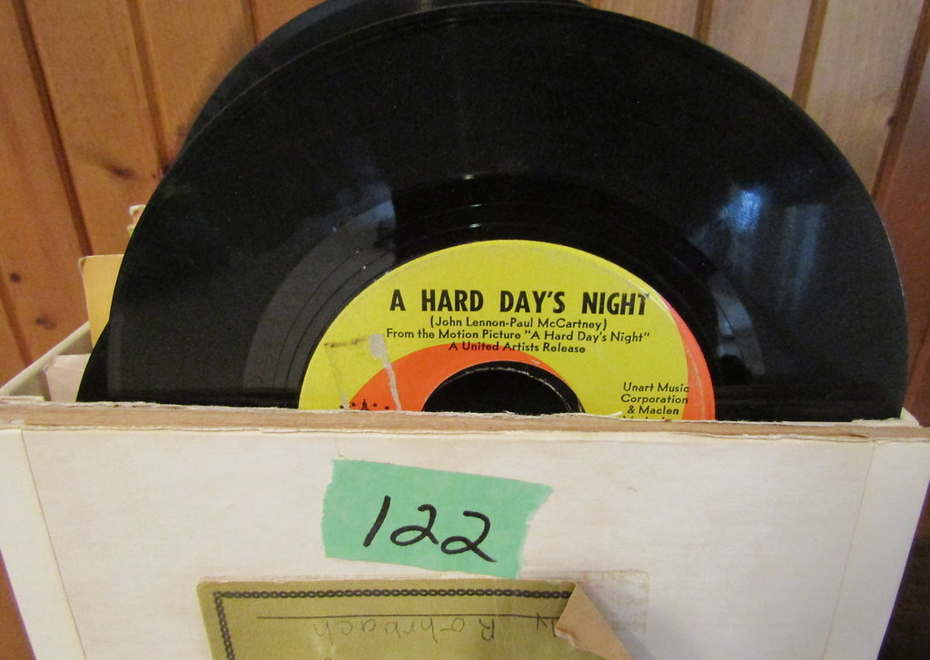 A HARD DAY'S NIGHT
(John Lennon-Paul McCartney)
From the Motion Picture "A Hard Day's Night"
A United Artists Release
Unart Music
Corporation
& Maclen
122
Rohrbach